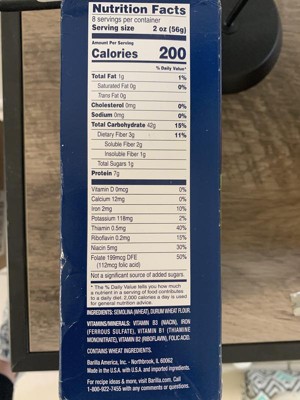 Nutrition Facts
8 servings per container
Serving size 2 oz (56g)
Amount Per Serving
Calories 200
% Daily Value*
Total Fat 1g 1%
Saturated Fat 0g 0%
Trans Fat 0g
Cholesterol 0mg 0%
Sodium 0mg 0%
Total Carbohydrate 42g 15%
Dietary Fiber 3g 11%
Soluble Fiber 2g
Insoluble Fiber 1g
Total Sugars 1g
Protein 7g
Vitamin D 0mcg 0%
Calcium 12mg 0%
Iron 2mg 10%
Potassium 118mg 2%
Thiamin 0.5mg 40%
Riboflavin 0.2mg 15%
Niacin 5mg 30%
Folate 199mcg DFE 50%
(112mcg folic acid)
Not a significant source of added sugars.
* The % Daily Value tells you how much
a nutrient in a serving of food contributes
to a daily diet. 2,000 calories a day is used
for general nutrition advice.
INGREDIENTS: SEMOLINA (WHEAT), DURUM WHEAT FLOUR.
VITAMINS/MINERALS: VITAMIN B3 (NIACIN), IRON
(FERROUS SULFATE), VITAMIN B1 (THIAMINE
MONONITRATE), VITAMIN B2 (RIBOFLAVIN), FOLIC ACID.
CONTAINS WHEAT INGREDIENTS.
Barilla America, Inc. - Northbrook, IL 60062
Made in the U.S.A. with U.S.A. and imported ingredients.
For recipe ideas & more, visit Barilla.com. Call
1-800-922-7455 with any comments or questions.